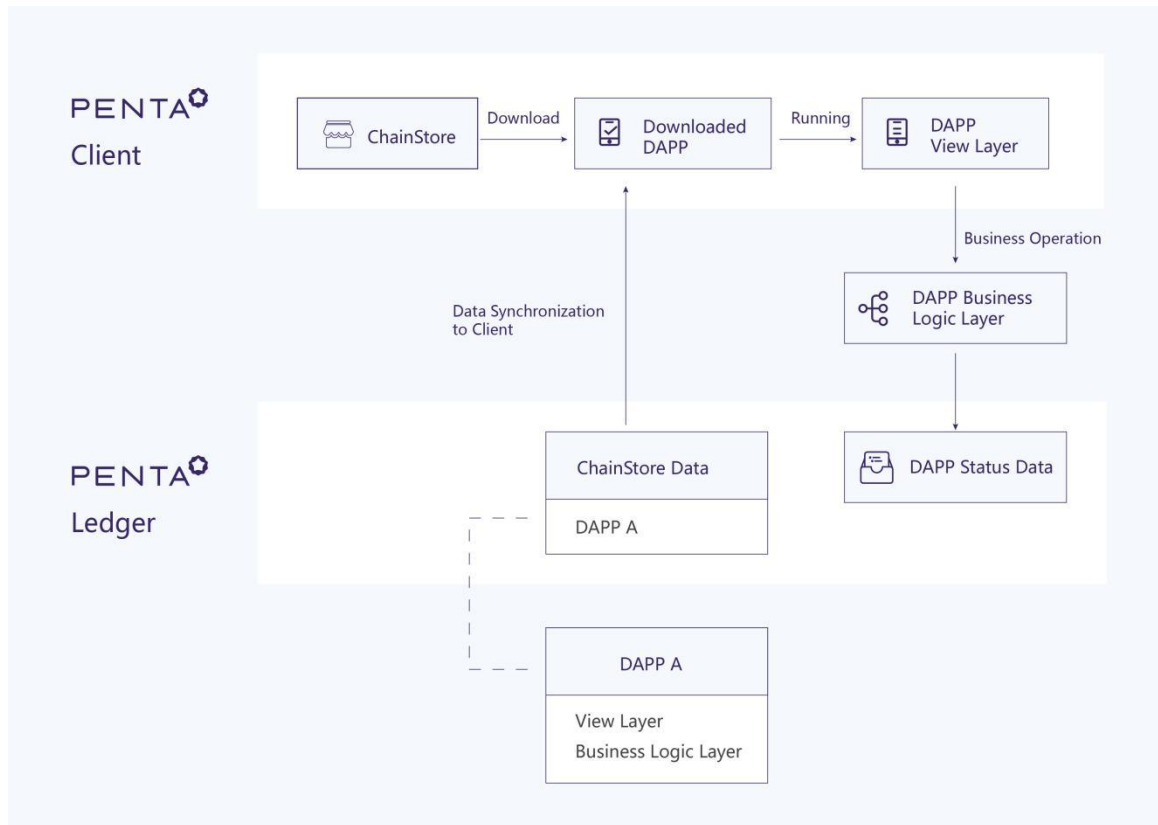 PENTA
Client
ChainStore
Download
Downloaded
DAPP
Running
DAPP
View Layer
Business Operation
DAPP Business
Logic Layer
Data Synchronization
to Client
PENTA
Ledger
ChainStore Data
DAPP A
DAPP Status Data
DAPP A
View Layer
Business Logic Layer